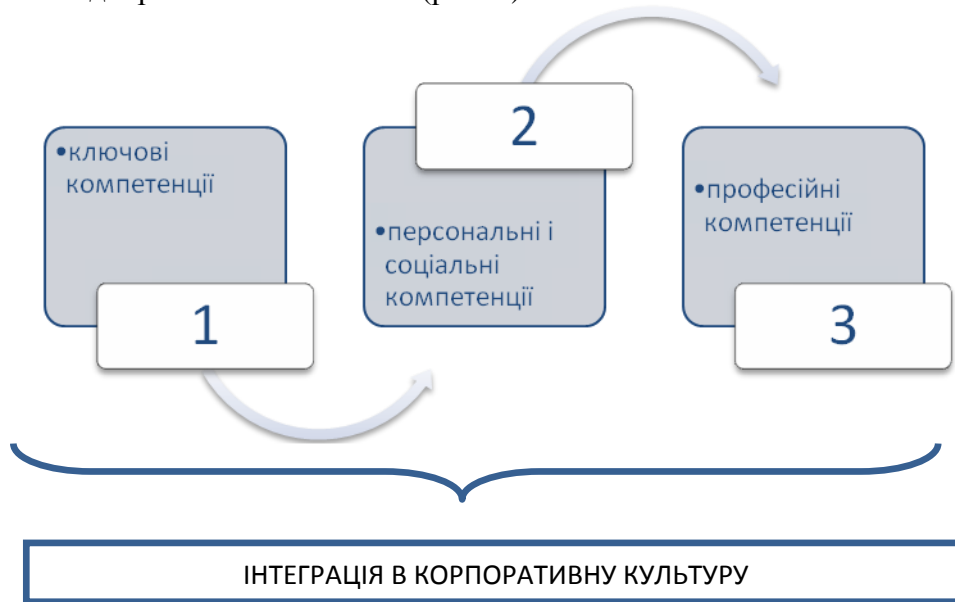 •ключові
компетенції
1
2
•персональні і
соціальні
компетенції
•професійні
компетенції
3
ІНТЕГРАЦІЯ В КОРПОРАТИВНУ КУЛЬТУРУ